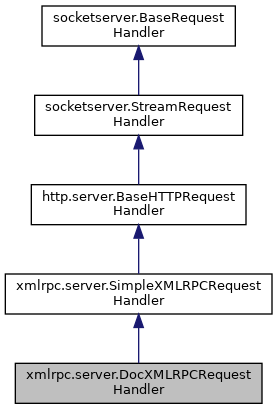 socketserver.BaseRequest
Handler
socketserver.StreamRequest
Handler
http.server.BaseHTTPRequest
Handler
xmlrpc.server.SimpleXMLRPCRequest
Handler
xmlrpc.server.DocXMLRPCRequest
Handler